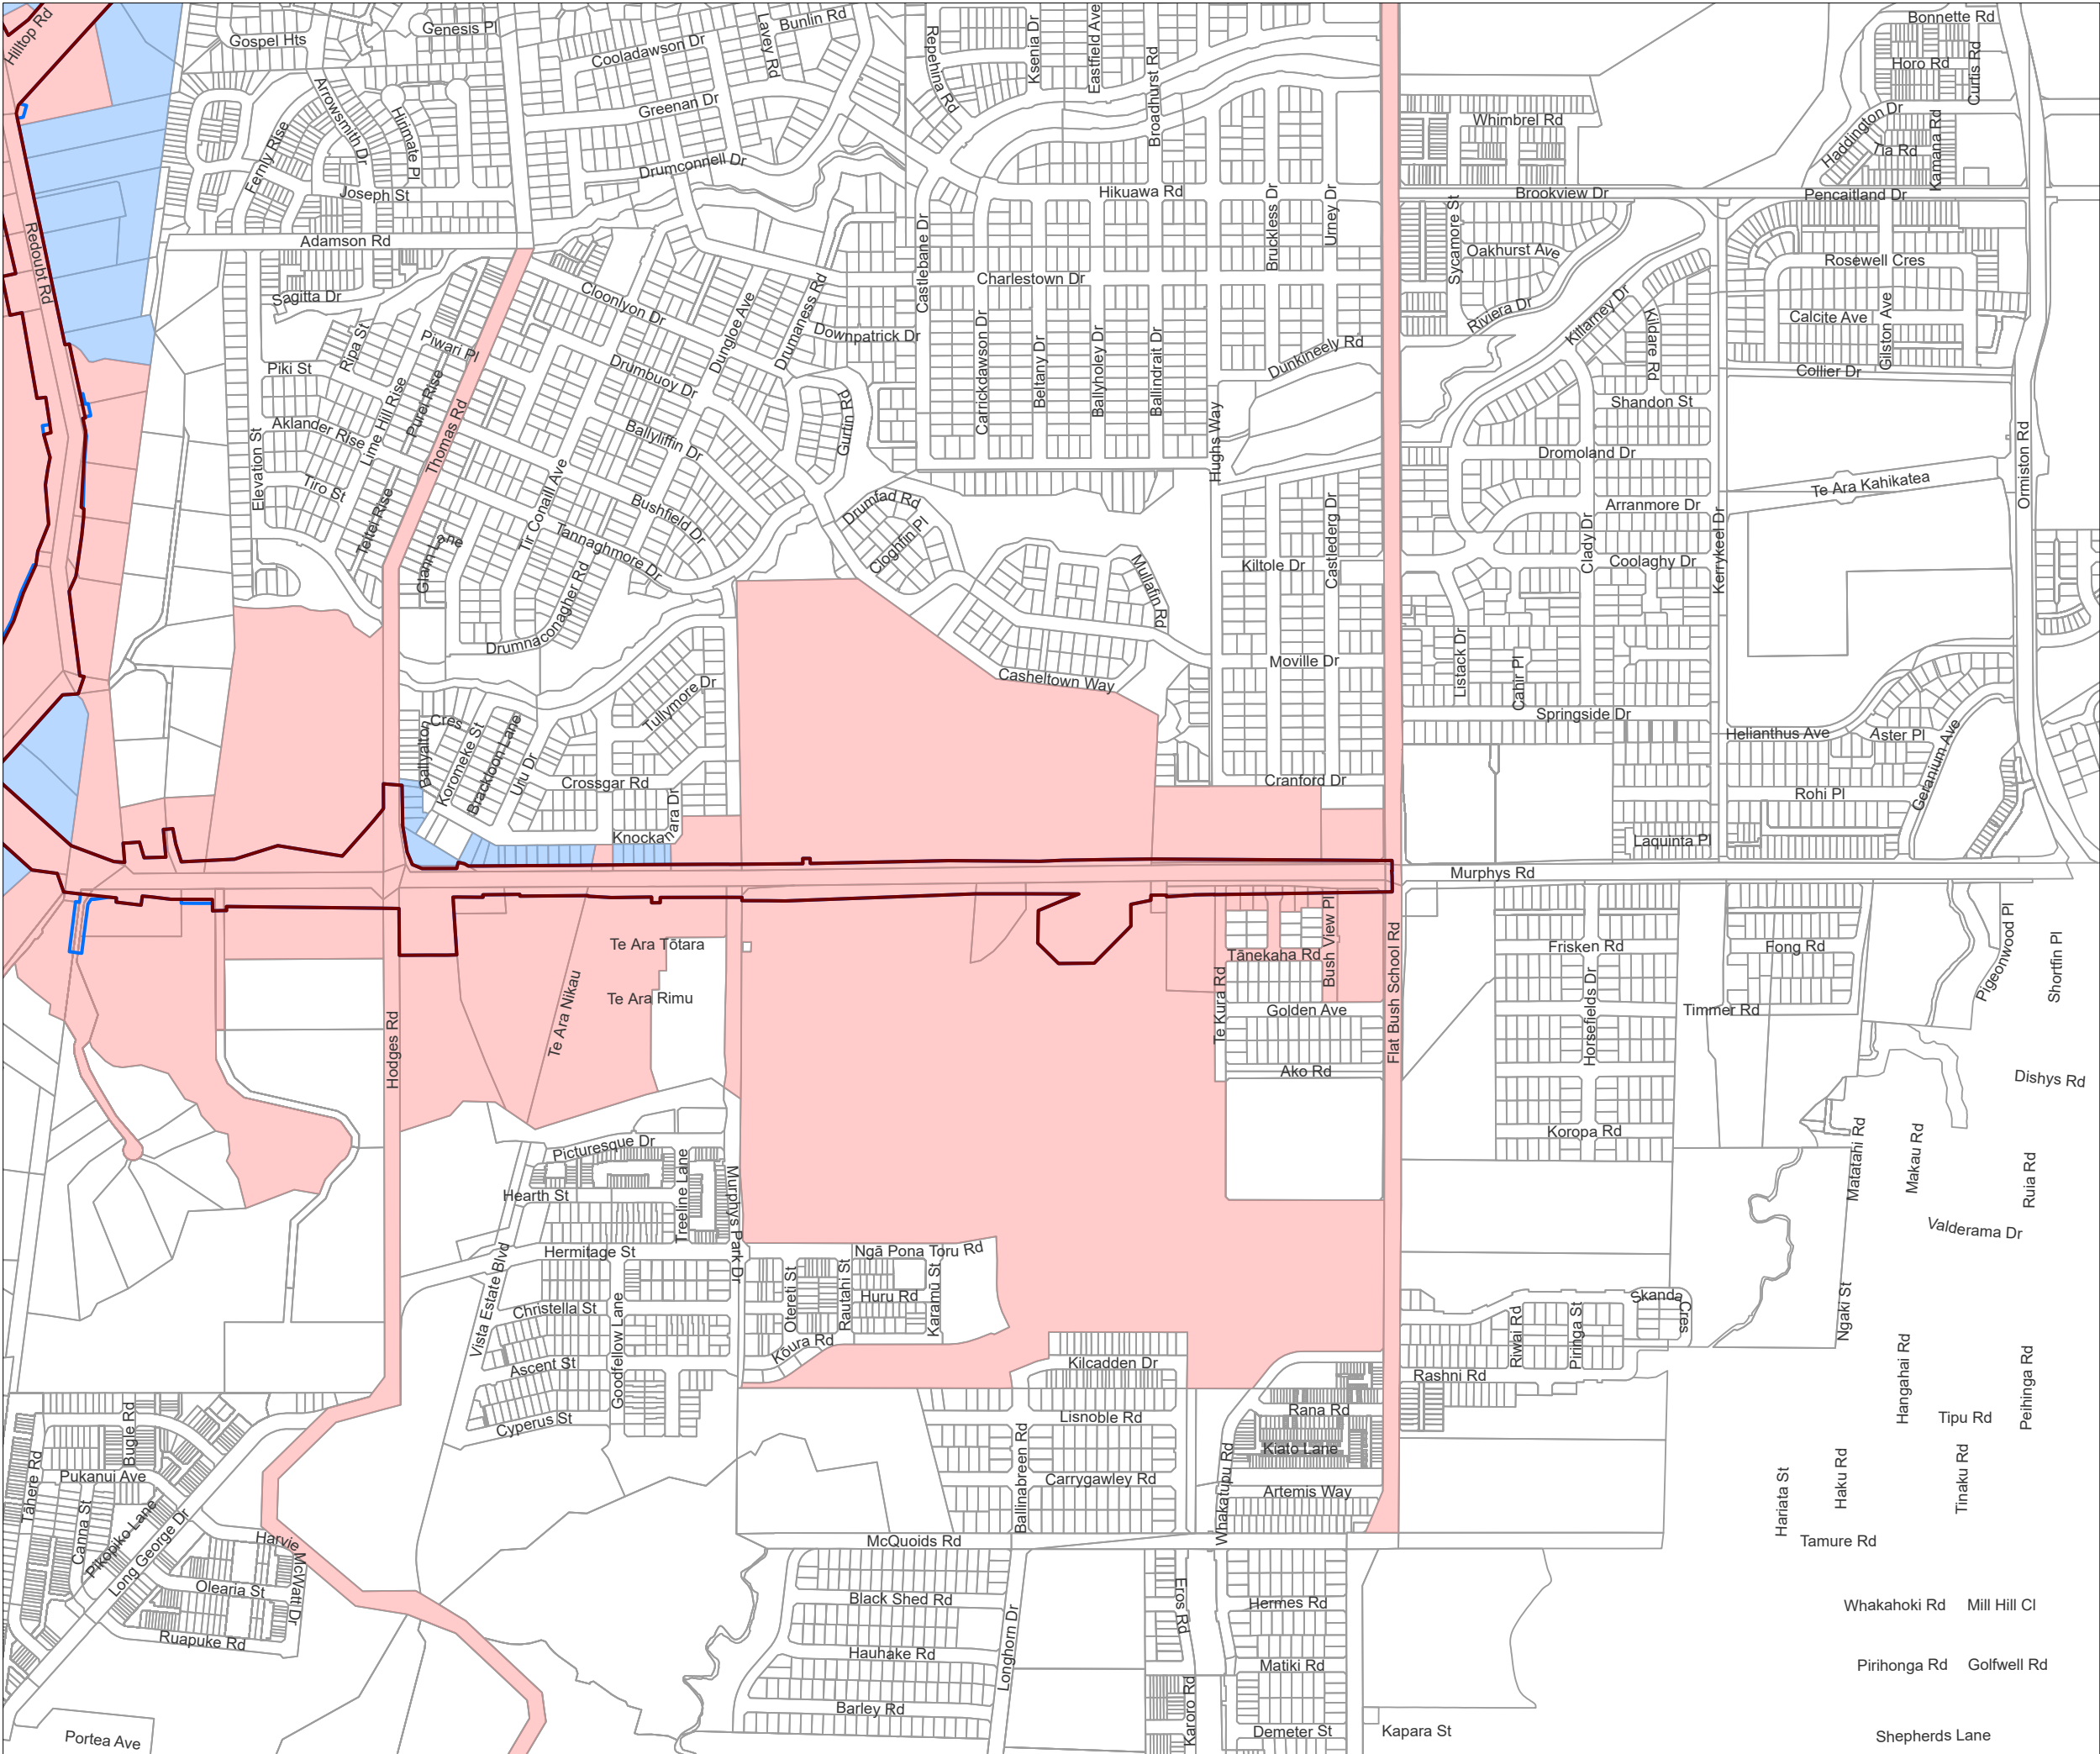 Hilltop Rd
Gospel Hts
Genesis Pl
Cooladawson Dr
Lavey Rd
Bunlin Rd
Repehina Rd
Ksenia Dr
Eastfield Ave
Broadhurst Rd
Bonnette Rd
Horo Rd
Curtis Rd
Arrowsmith Dr
Hirimate Pl
Greenan Dr
Whimbrel Rd
Haddington Dr
Kamana Rd
Fernly Rise
Drumconnell Dr
Joseph St
Hikuawa Rd
Bruckless Dr
Urney Dr
Sycamore St
Brookview Dr
Pencaitland Dr
Redoubt Rd
Adamson Rd
Castlebane Dr
Charlestown Dr
Oakhurst Ave
Rosewell Cres
Sagitta Dr
Cloonlyon Dr
Dungloe Ave
Drumaness Rd
Downpatrick Dr
Riviera Dr
Killarney Dr
Kildare Rd
Calcite Ave
Gilston Ave
Ripa St
Piwari Pl
Piki St
Drumbuoy Dr
Carrickdawson Dr
Beltany Dr
Ballyholey Dr
Ballindrait Dr
Dunkineely Rd
Collier Dr
Lime Hill Rise
Purei Rise
Thomas Rd
Gurtin Rd
Hughs Way
Shandon St
Aklander Rise
Elevation St
Ballyliffin Dr
Dromoland Dr
Ormiston Rd
Tiro St
Teitei Rise
Tir Conaill Ave
Bushfield Dr
Drumfad Rd
Cloghfin Pl
Castlederg Dr
Arranmore Dr
Te Ara Kahikatea
Glann Lane
Tannaghmore Dr
Mullafin Rd
Kiltole Dr
Clady Dr
Coolaghy Dr
Kerrykeel Dr
Drumnaconagher Rd
Listack Dr
Cahir Pl
Moville Dr
Casheltown Way
Tullymore Dr
Springside Dr
Ballyalton Cres
Koromeke St
Brackloon Lane
Urlu Dr
Helianthus Ave
Aster Pl
Geranium Ave
Crossgar Rd
Cranford Dr
Rohi Pl
Knockanara Dr
Laquinta Pl
Murphys Rd
Te Ara Tōtara
Te Ara Nikau
Te Ara Rimu
Tānekaha Rd
Bush View Pl
Te Kura Rd
Golden Ave
Flat Bush School Rd
Frisken Rd
Fong Rd
Horsefields Dr
Timmer Rd
Pigeonwood Pl
Shortfin Pl
Hodges Rd
Ako Rd
Dishys Rd
Koropa Rd
Matatahi Rd
Makau Rd
Ruia Rd
Picturesque Dr
Hearth St
Treeline Lane
Murphys Park Dr
Valderama Dr
Vista Estate Blvd
Hermitage St
Ngā Pona Toru Rd
Otereti St
Rautahi St
Huru Rd
Karamū St
Christella St
Goodfellow Lane
Kōura Rd
Skanda Cres
Riwai Rd
Piringa St
Ngaki St
Ascent St
Kilcadden Dr
Rashni Rd
Hangahai Rd
Peihinga Rd
Cyperus St
Lisnoble Rd
Rana Rd
Tipu Rd
Bugle Rd
Tāhere Rd
Pukanui Ave
Ballinabreen Rd
Carrygawley Rd
Whakatupu Rd
Kiato Lane
Artemis Way
Hariata St
Haku Rd
Tinaku Rd
Canna St
Pikopiko Lane
Long George Dr
Harvie
McWatt Dr
McQuoids Rd
Tamure Rd
Olearia St
Black Shed Rd
Eros Rd
Hermes Rd
Whakahoki Rd
Mill Hill Cl
Ruapuke Rd
Hauhake Rd
Longhorn Dr
Matiki Rd
Pirihonga Rd
Golfwell Rd
Portea Ave
Barley Rd
Karoro Rd
Demeter St
Kapara St
Shepherds Lane